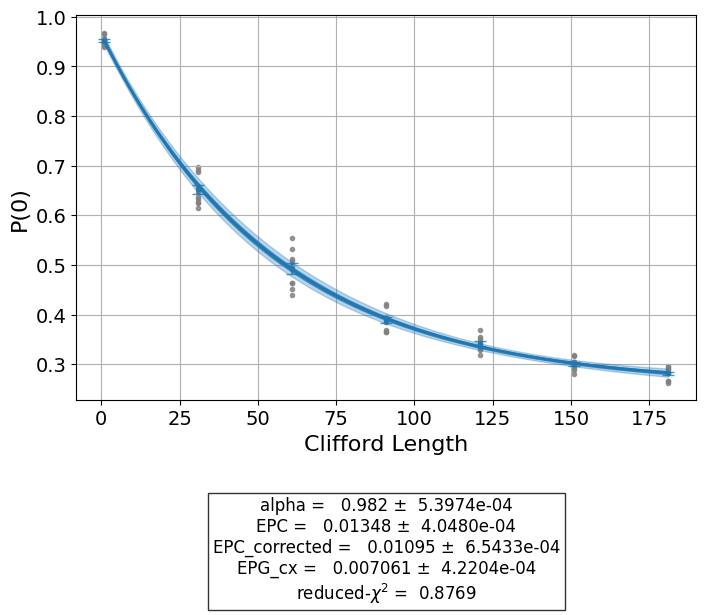 1.0
0.9
0.8
0.7
0.6
0.5
0.4
0.3
P(0)
0 25 50 75 100 125 150 175
Clifford Length
alpha = 0.982 ± 5.3974e-04
EPC = 0.01348 ± 4.0480e-04
EPC_corrected = 0.01095 ± 6.5433e-04
EPG_cx = 0.007061 ± 4.2204e-04
reduced-χ² = 0.8769